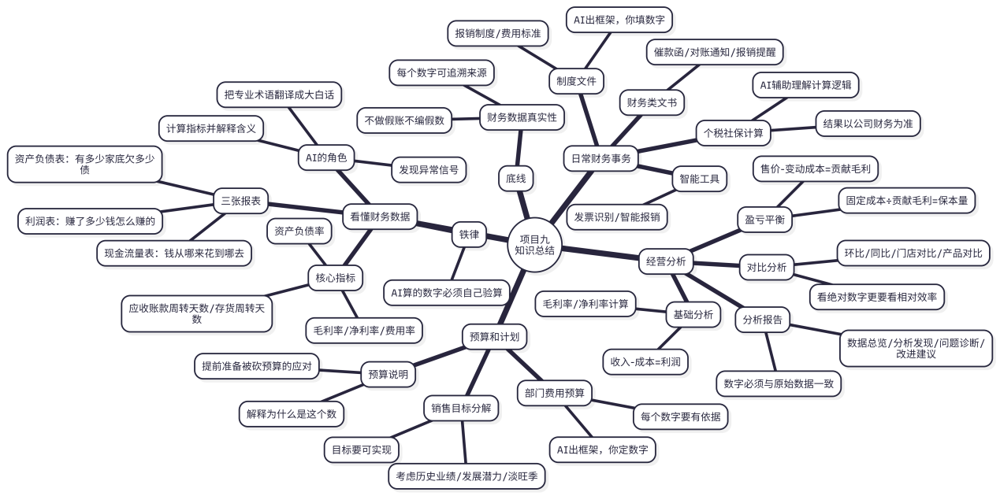 项目九
知识总结
日常财务事务
制度文件
报销制度/费用标准
AI出框架，你填数字
财务类文书
催款函/对账通知/报销提醒
个税社保计算
AI辅助理解计算逻辑
结果以公司财务为准
智能工具
发票识别/智能报销
经营分析
盈亏平衡
售价-变动成本=贡献毛利
固定成本÷贡献毛利=保本量
对比分析
环比/同比/门店对比/产品对比
看绝对数字更要看相对效率
分析报告
数据总览/分析发现/问题诊断/
改进建议
数字必须与原始数据一致
基础分析
毛利率/净利率计算
收入-成本=利润
预算和计划
部门费用预算
每个数字要有依据
AI出框架，你定数字
销售目标分解
目标要可实现
考虑历史业绩/发展潜力/淡旺季
预算说明
提前准备被砍预算的应对
解释为什么是这个数
铁律
AI算的数字必须自己验算
看懂财务数据
AI的角色
把专业术语翻译成大白话
计算指标并解释含义
发现异常信号
三张报表
资产负债表：有多少家底欠多少
债
利润表：赚了多少钱怎么赚的
现金流量表：钱从哪来花到哪去
核心指标
资产负债率
应收账款周转天数/存货周转天
数
毛利率/净利率/费用率
底线
财务数据真实性
每个数字可追溯来源
不做假账不编假数